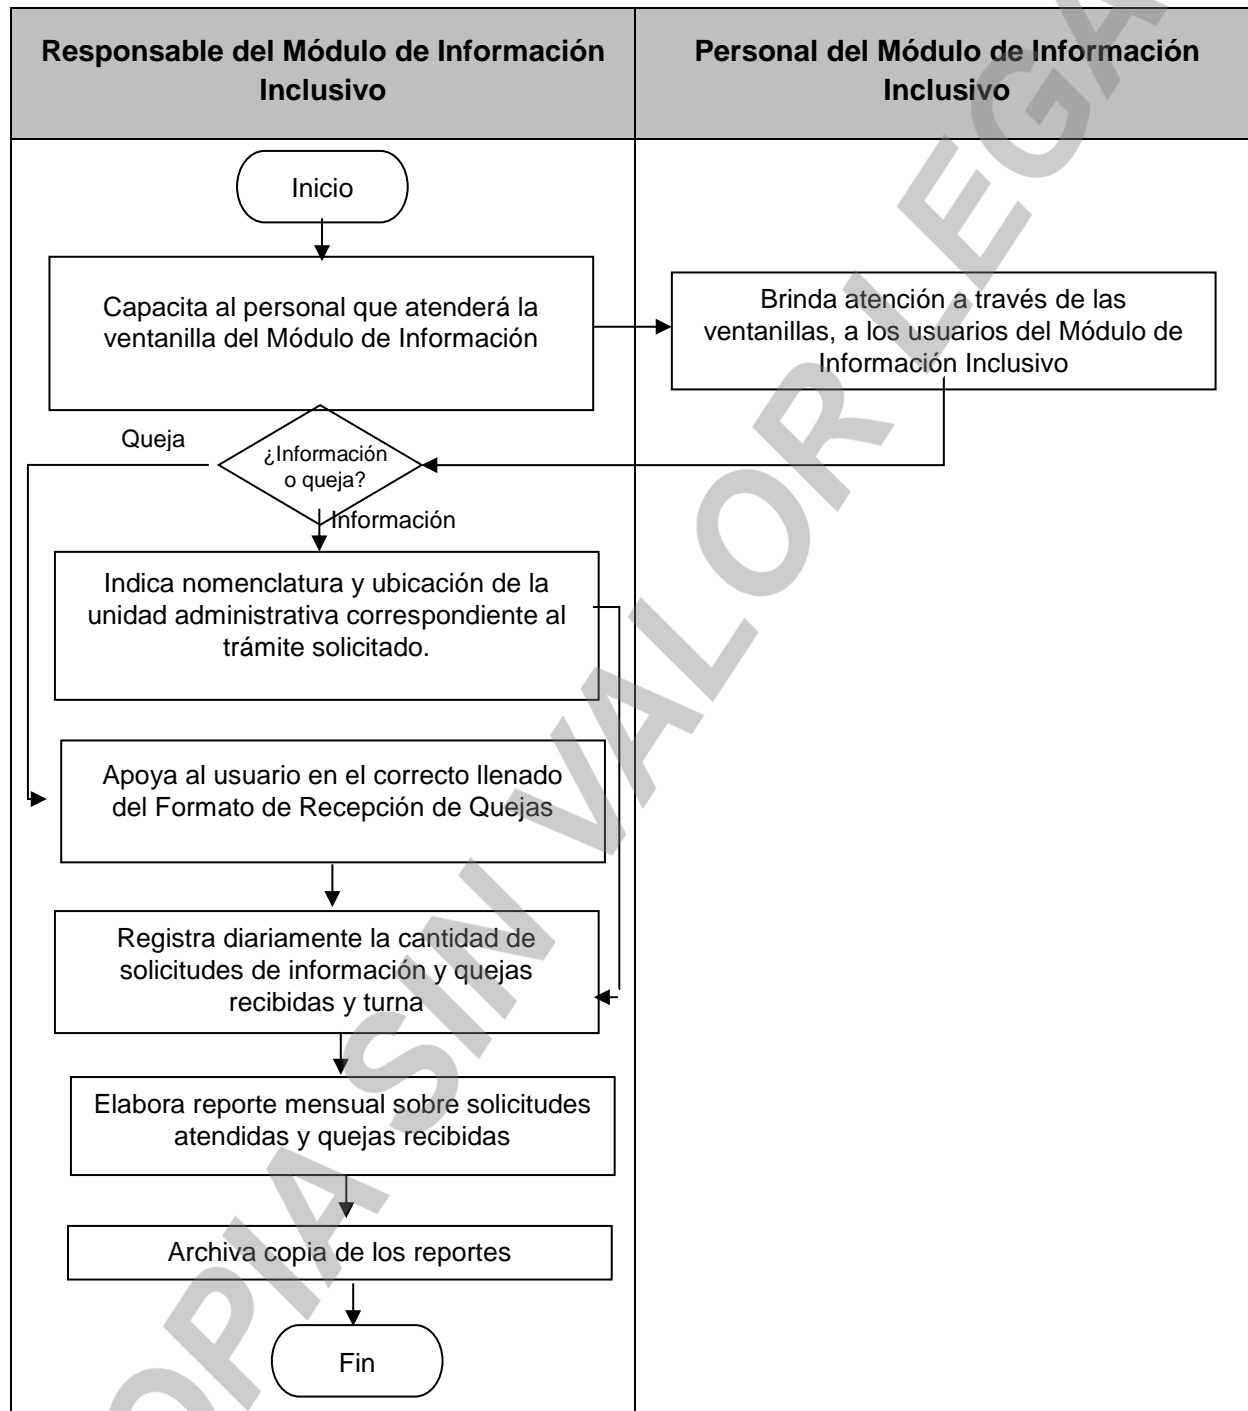 Responsable del Módulo de Información
Inclusivo
Personal del Módulo de Información
Inclusivo
Inicio
Capacita al personal que atenderá la
ventanilla del Módulo de Información
Brinda atención a través de las
ventanillas, a los usuarios del Módulo de
Información Inclusivo
Queja
¿Información
o queja?
Información
Indica nomenclatura y ubicación de la
unidad administrativa correspondiente al
trámite solicitado.
Apoya al usuario en el correcto llenado
del Formato de Recepción de Quejas
Registra diariamente la cantidad de
solicitudes de información y quejas
recibidas y turna
Elabora reporte mensual sobre solicitudes
atendidas y quejas recibidas
Archiva copia de los reportes
Fin
OPIA SIN VALOR LEGA